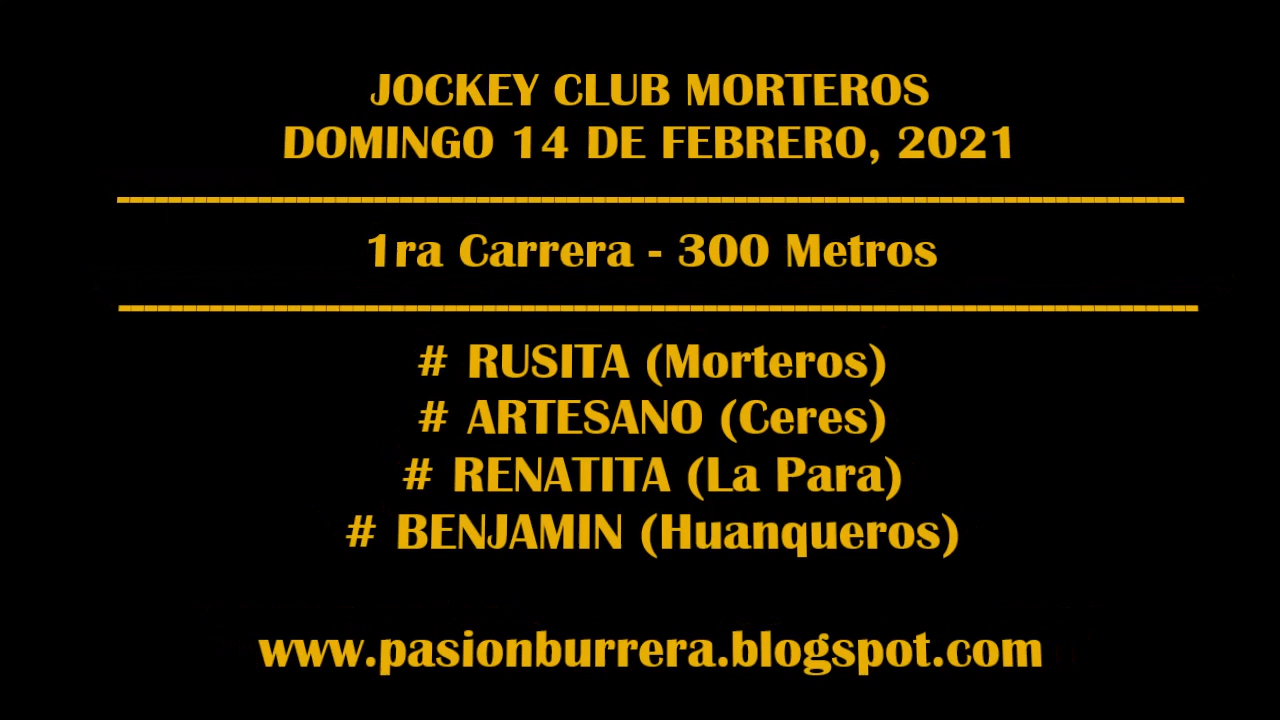 JOCKEY CLUB MORTEROS
DOMINGO 14 DE FEBRERO, 2021
1ra Carrera - 300 Metros
# RUSITA (Morteros)
# ARTESANO (Ceres)
# RENATITA (La Para)
# BENJAMIN (Huanqueros)
www.pasionburrera.blogspot.com